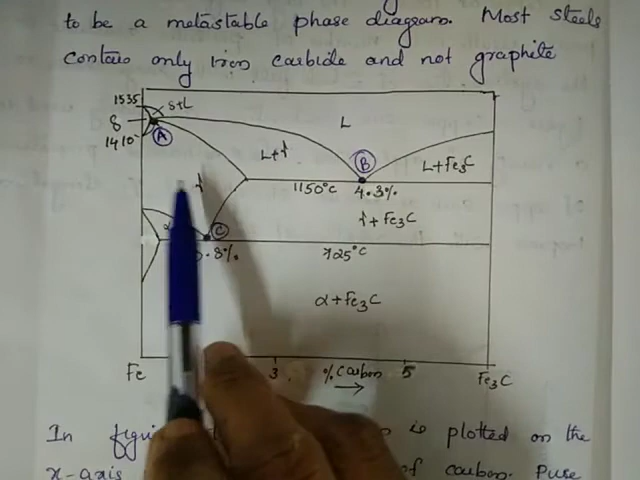 to be a metastable phase diagram. Most steels
contain only iron carbide and not graphite
1535
δ+L
δ
1410
A
L
L+γ
B
L+Fe3C
1150°C
4.3%
γ
γ+Fe3C
α
C
.8%
725°C
α+Fe3C
Fe
3
% Carbon
5
Fe3C
In is plotted on the
x-axis of carbon. Pure